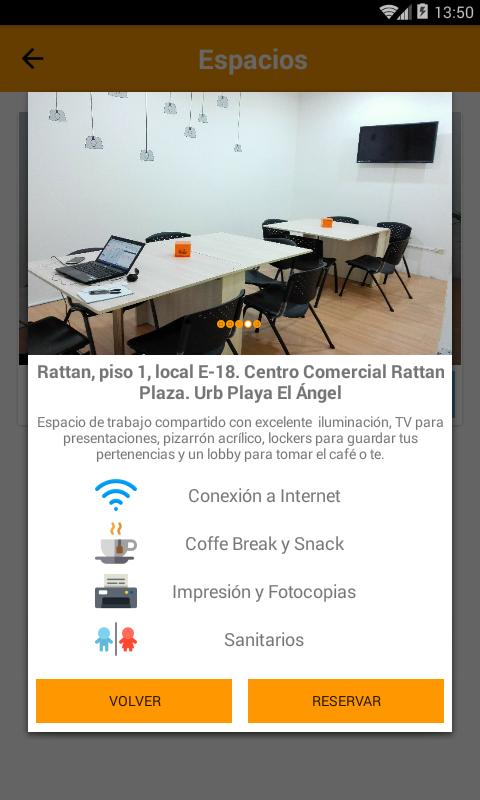 13:50
Espacios
Rattan, piso 1, local E-18. Centro Comercial Rattan
Plaza. Urb Playa El Ángel
Espacio de trabajo compartido con excelente iluminación, TV para
presentaciones, pizarrón acrílico, lockers para guardar tus
pertenencias y un lobby para tomar el café o te.
Conexión a Internet
Coffe Break y Snack
Impresión y Fotocopias
Sanitarios
VOLVER
RESERVAR